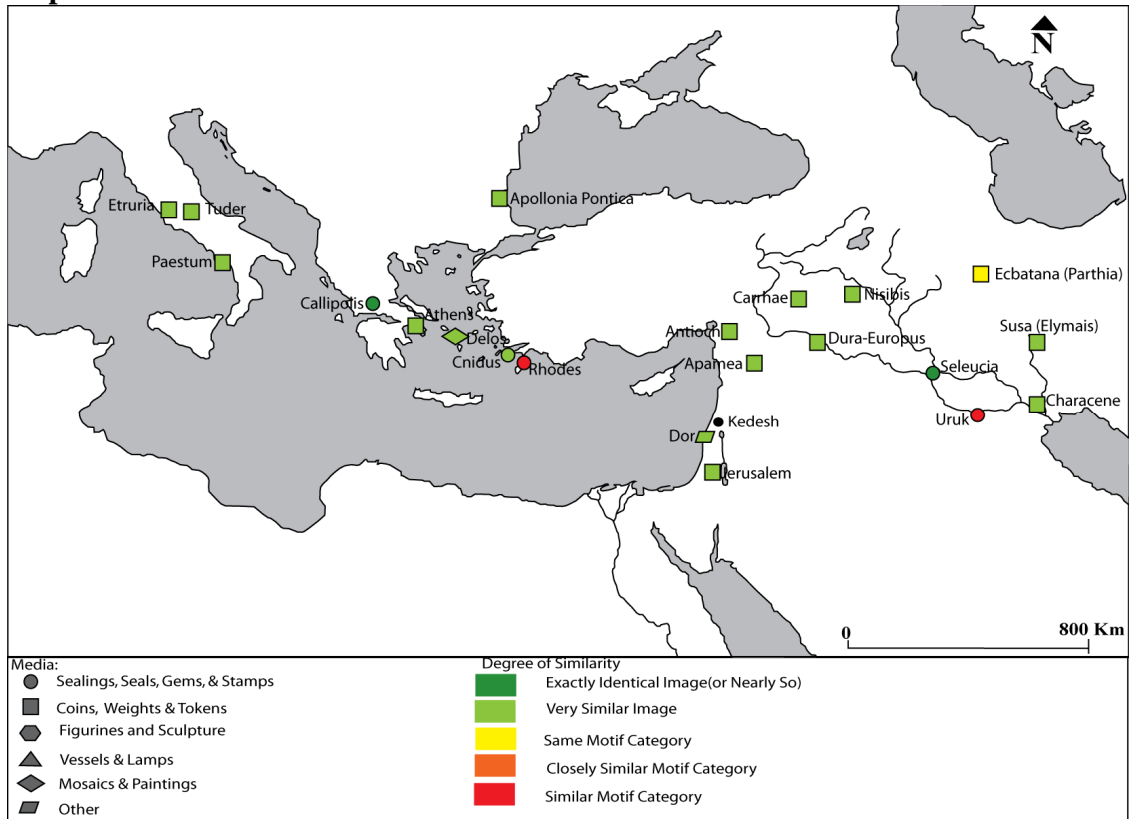 N
Etruria
Tuder
Apollonia Pontica
Paestum
Ecbatana (Parthia)
Callipolis
Carrhae
Nisibis
Athens
Susa (Elymais)
Delos
Antioch
Dura-Europus
Cnidus
Rhodes
Apamea
Seleucia
Characene
Uruk
Kedesh
Dor
Jerusalem
0
800 Km
Media:
Sealings, Seals, Gems, & Stamps
Coins, Weights & Tokens
Figurines and Sculpture
Vessels & Lamps
Mosaics & Paintings
Other
Degree of Similarity
Exactly Identical Image(or Nearly So)
Very Similar Image
Same Motif Category
Closely Similar Motif Category
Similar Motif Category